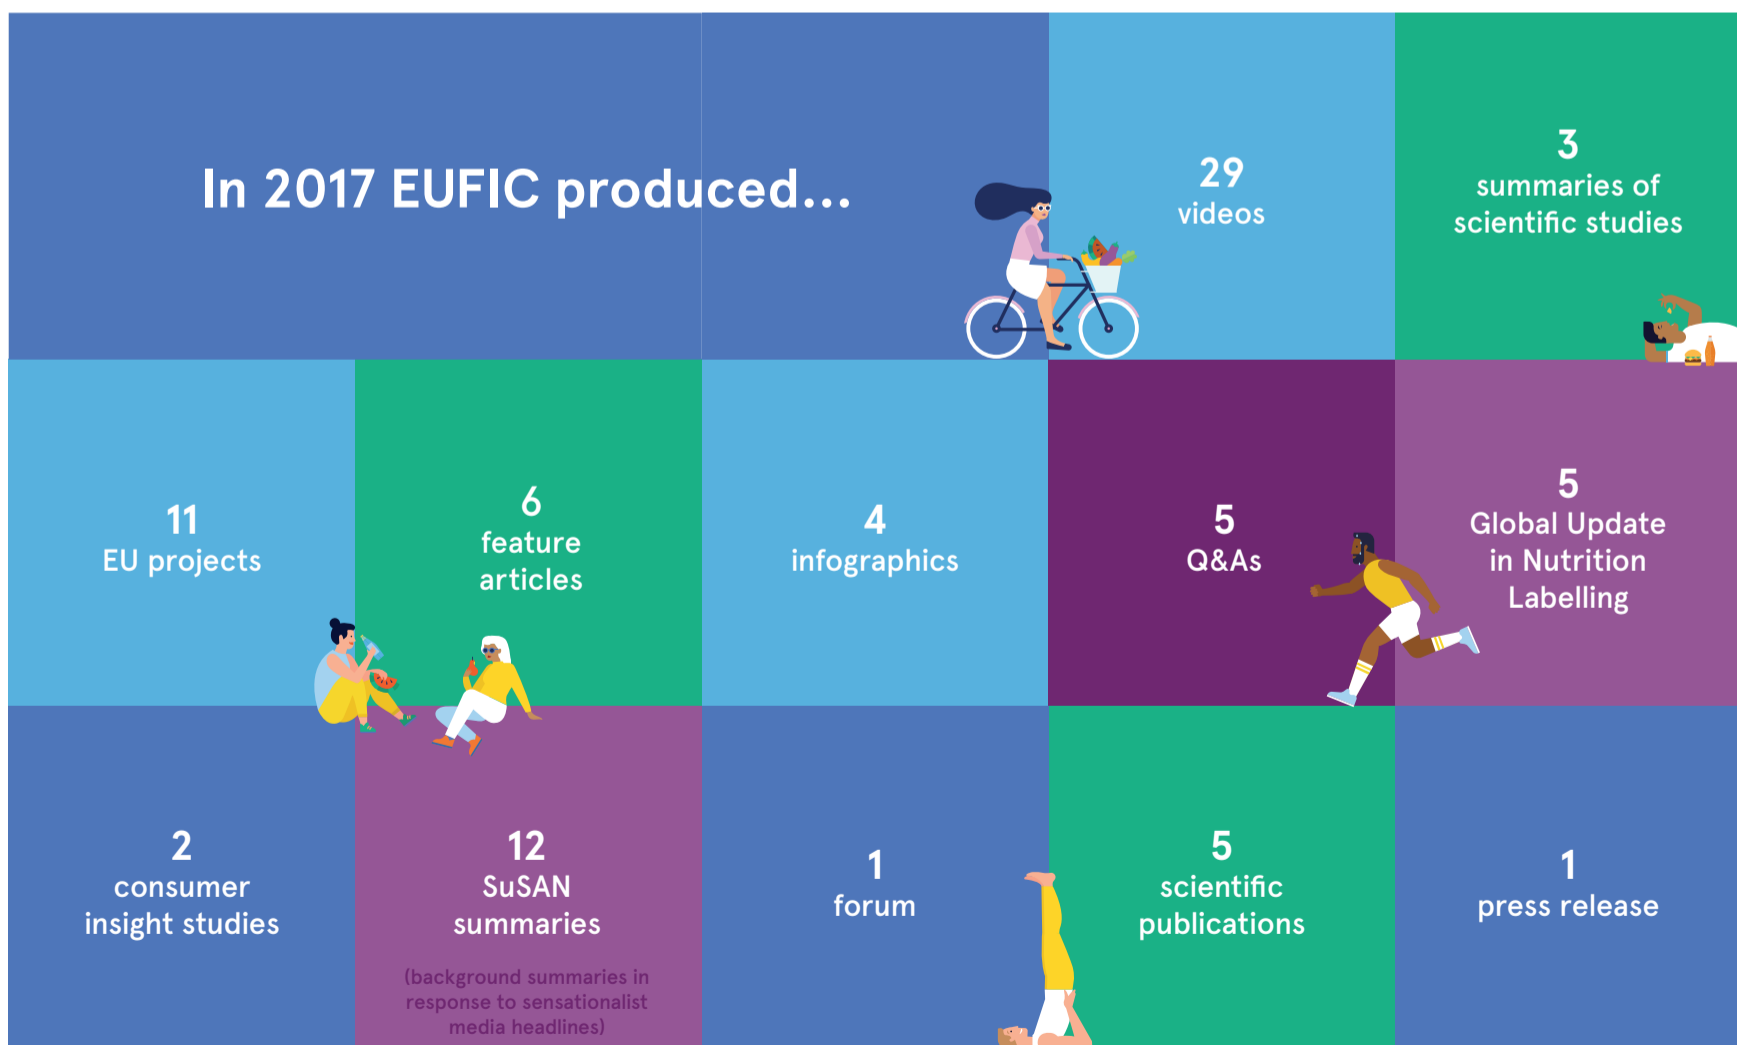 In 2017 EUFIC produced...
29
videos
3
summaries of
scientific studies
11
EU projects
6
feature
articles
4
infographics
5
Q&As
5
Global Update
in Nutrition
Labelling
2
consumer
insight studies
12
SuSAN
summaries
(background summaries in
response to sensationalist
media headlines)
1
forum
5
scientific
publications
1
press release